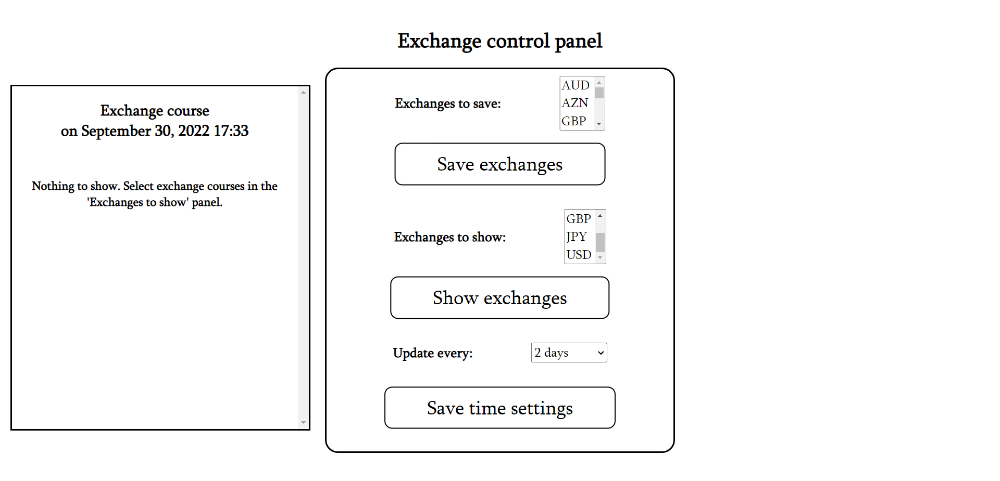 Exchange control panel
Exchange course
on September 30, 2022 17:33
Nothing to show. Select exchange courses in the
'Exchanges to show' panel.
Exchanges to save:
AUD
AZN
GBP
Save exchanges
Exchanges to show:
GBP
JPY
USD
Show exchanges
Update every:
2 days
Save time settings